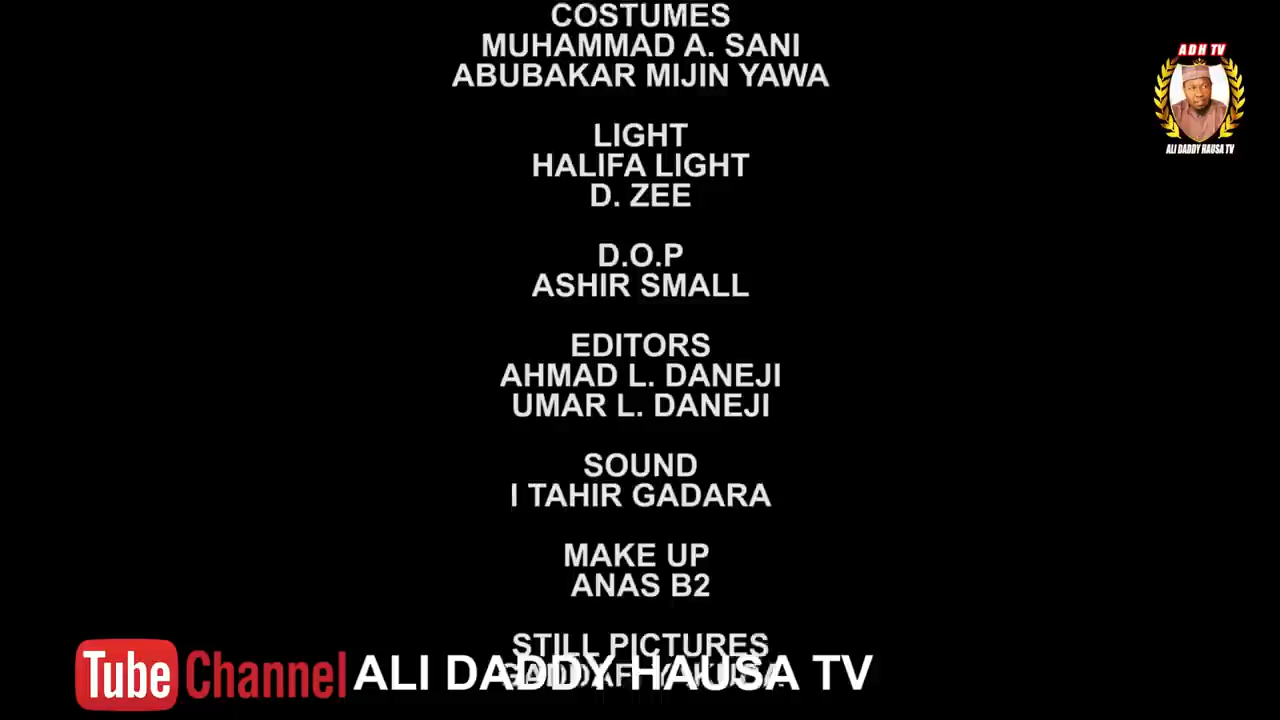 COSTUMES
MUHAMMAD A. SANI
ABUBAKAR MIJIN YAWA
LIGHT
HALIFA LIGHT
D. ZEE
D.O.P
ASHIR SMALL
EDITORS
AHMAD L. DANEJI
UMAR L. DANEJI
SOUND
I TAHIR GADARA
MAKE UP
ANAS B2
STILL PICTURES
Tube Channel ALI DADDY HAUSA TV
ADH TV
ALI DADDY HAUSA TV